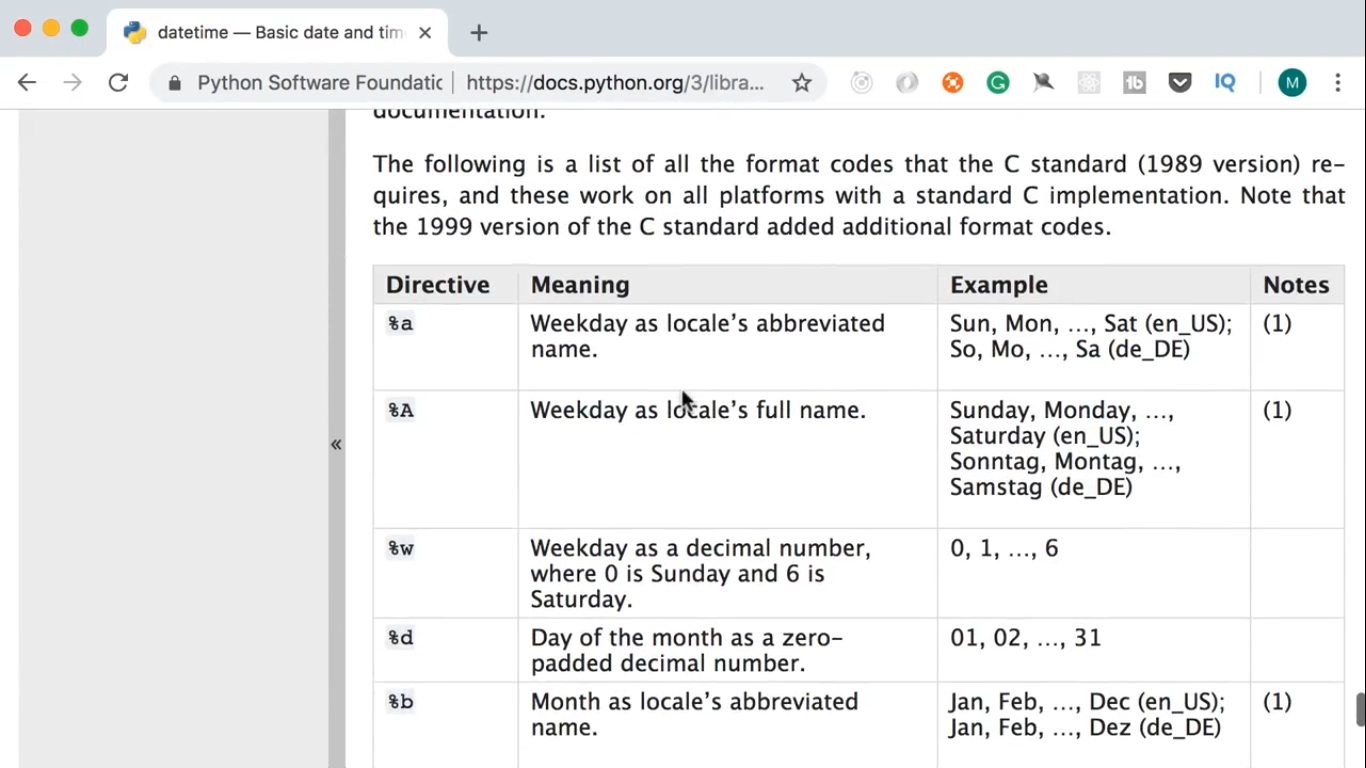 datetime — Basic date and tim
Python Software Foundatic https://docs.python.org/3/libra...
documentation.
The following is a list of all the format codes that the C standard (1989 version) re-
quires, and these work on all platforms with a standard C implementation. Note that
the 1999 version of the C standard added additional format codes.
Directive Meaning Example Notes
%a Weekday as locale’s abbreviated Sun, Mon, …, Sat (en_US); (1)
name. So, Mo, …, Sa (de_DE)
%A Weekday as locale’s full name. Sunday, Monday, …, (1)
Saturday (en_US);
Sonntag, Montag, …,
Samstag (de_DE)
%w Weekday as a decimal number, 0, 1, …, 6
where 0 is Sunday and 6 is
Saturday.
%d Day of the month as a zero- 01, 02, …, 31
padded decimal number.
%b Month as locale’s abbreviated Jan, Feb, …, Dec (en_US); (1)
name. Jan, Feb, …, Dez (de_DE)
G
tb
IQ
M
«